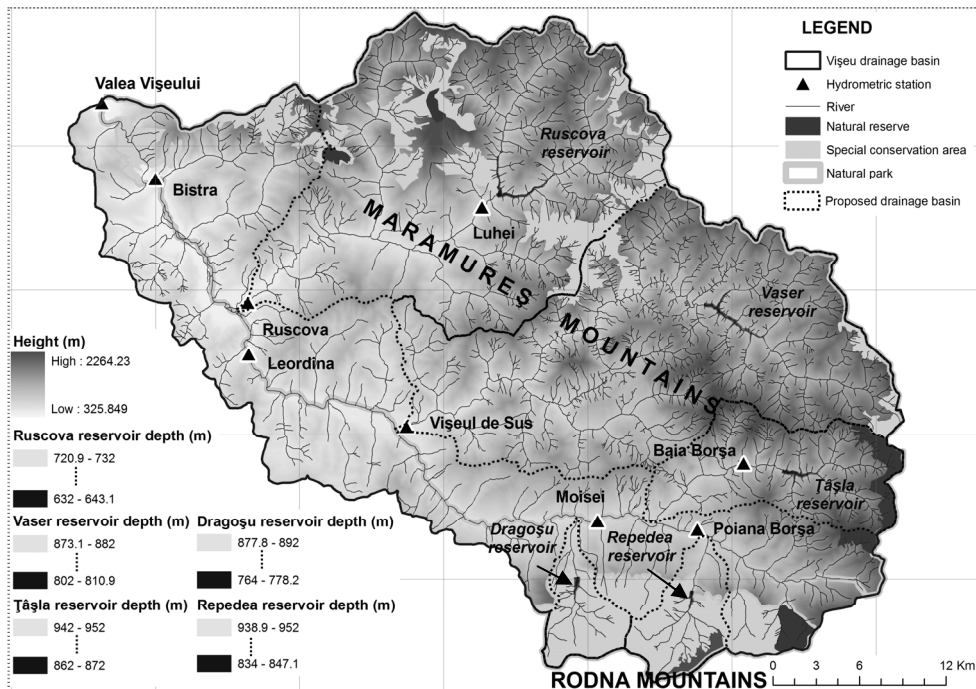 LEGEND
Vişeu drainage basin
Hydrometric station
River
Natural reserve
Special conservation area
Natural park
Proposed drainage basin
Valea Vişeului
Bistra
Ruscova
reservoir
Luhei
MARAMUREŞ
MOUNTAINS
Vaser
reservoir
Ruscova
Leordina
Vişeul de Sus
Baia Borşa
Ţâşla
reservoir
Moisei
Poiana Borşa
Dragoşu
reservoir
Repedea
reservoir
Height (m)
High : 2264.23
Low : 325.849
Ruscova reservoir depth (m)
720.9 - 732
632 - 643.1
Vaser reservoir depth (m)
873.1 - 882
802 - 810.9
Dragoşu reservoir depth (m)
877.8 - 892
764 - 778.2
Ţâşla reservoir depth (m)
942 - 952
862 - 872
Repedea reservoir depth (m)
938.9 - 952
834 - 847.1
RODNA MOUNTAINS
0 3 6 12 Km